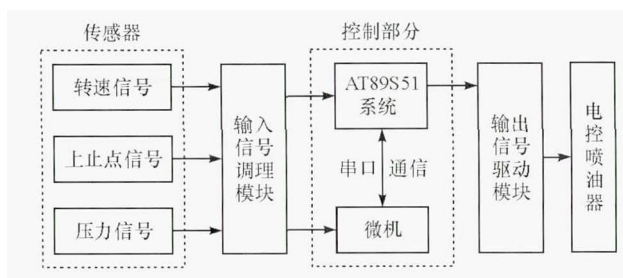 传感器
控制部分
转速信号
上止点信号
压力信号
输入
信号
调理
模块
AT89S51
系统
串口 通信
微机
输出
信号
驱动
模块
电
控
喷
油
器